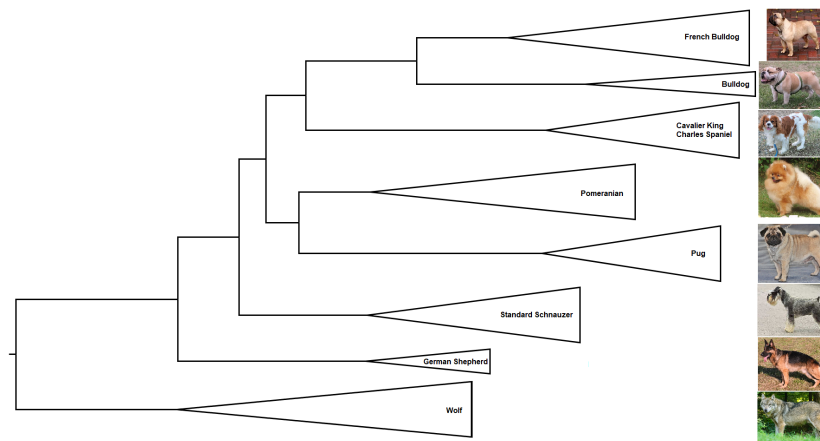 French Bulldog
Bulldog
Cavalier King
Charles Spaniel
Pomeranian
Pug
Standard Schnauzer
German Shepherd
Wolf